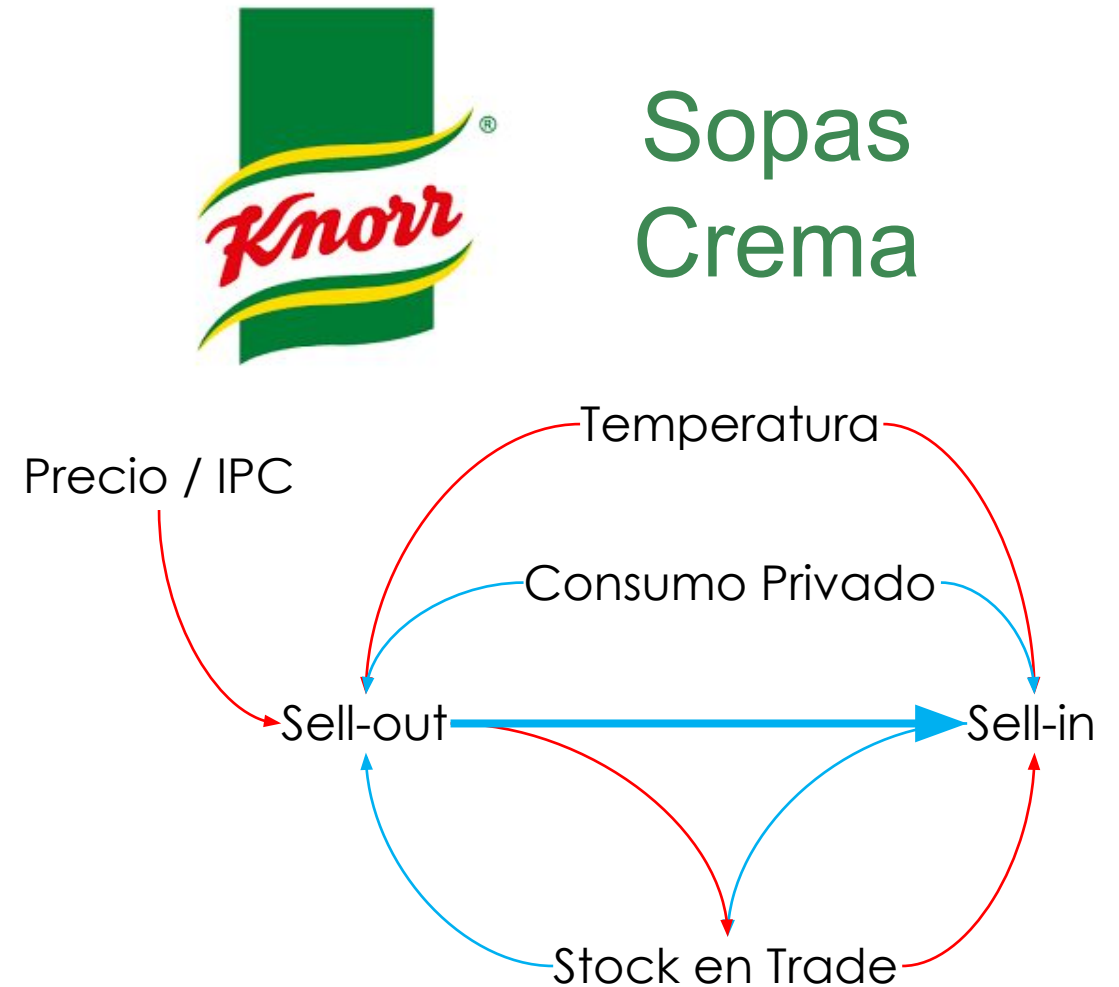 Knorr
®
Sopas
Crema
Temperatura
Precio / IPC
Consumo Privado
Sell-out
Sell-in
Stock en Trade